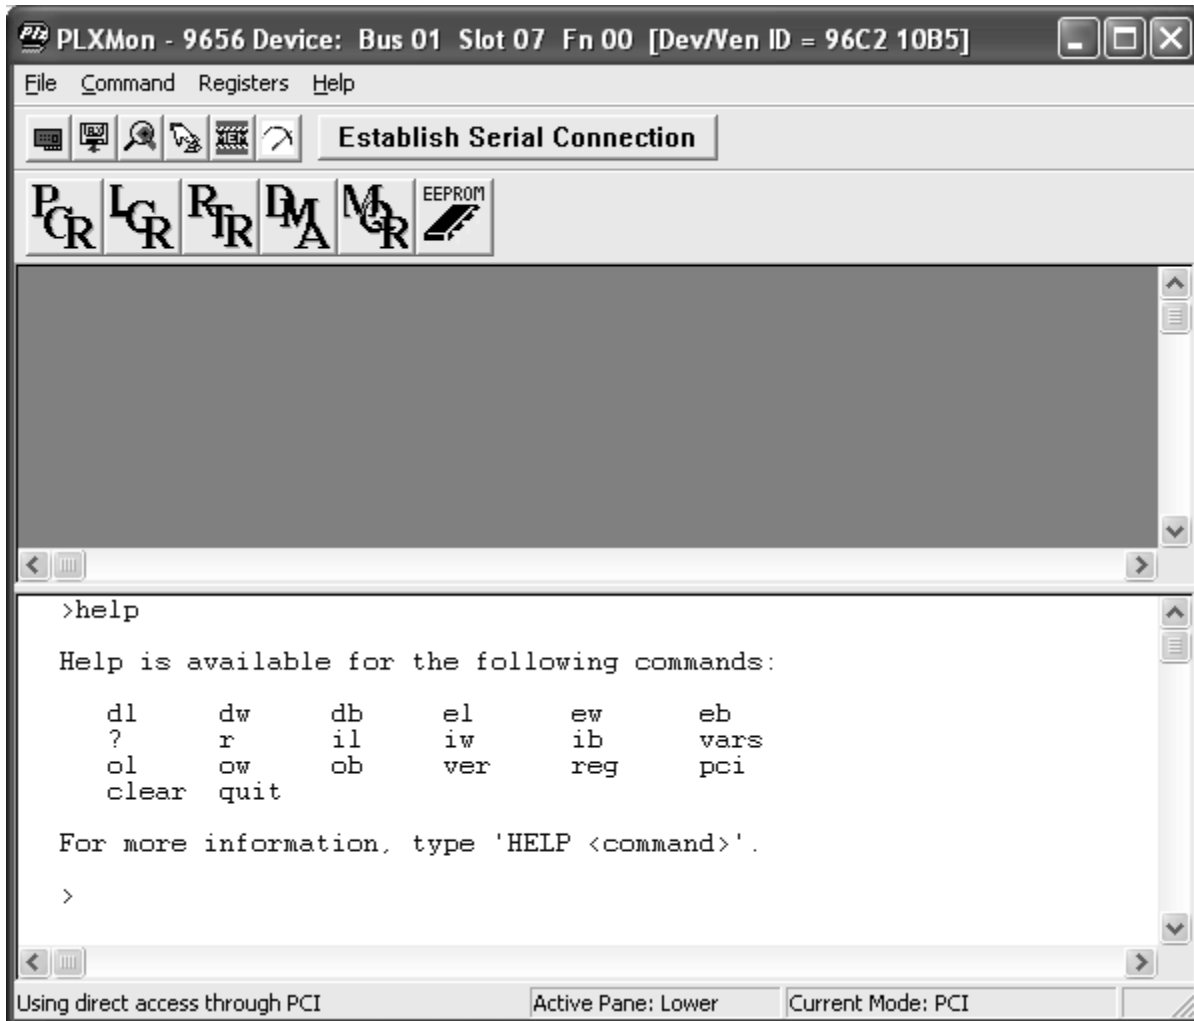 PLX PLXMon - 9656 Device: Bus 01 Slot 07 Fn 00 [Dev/Ven ID = 96C2 10B5]
File Command Registers Help
Establish Serial Connection
PCR LCR RTR DMA MQR EEPROM
>help
Help is available for the following commands:
dl dw db el ew eb
? r il iw ib vars
ol ow ob ver reg pci
clear quit
For more information, type 'HELP <command>'.
>
Using direct access through PCI Active Pane: Lower Current Mode: PCI